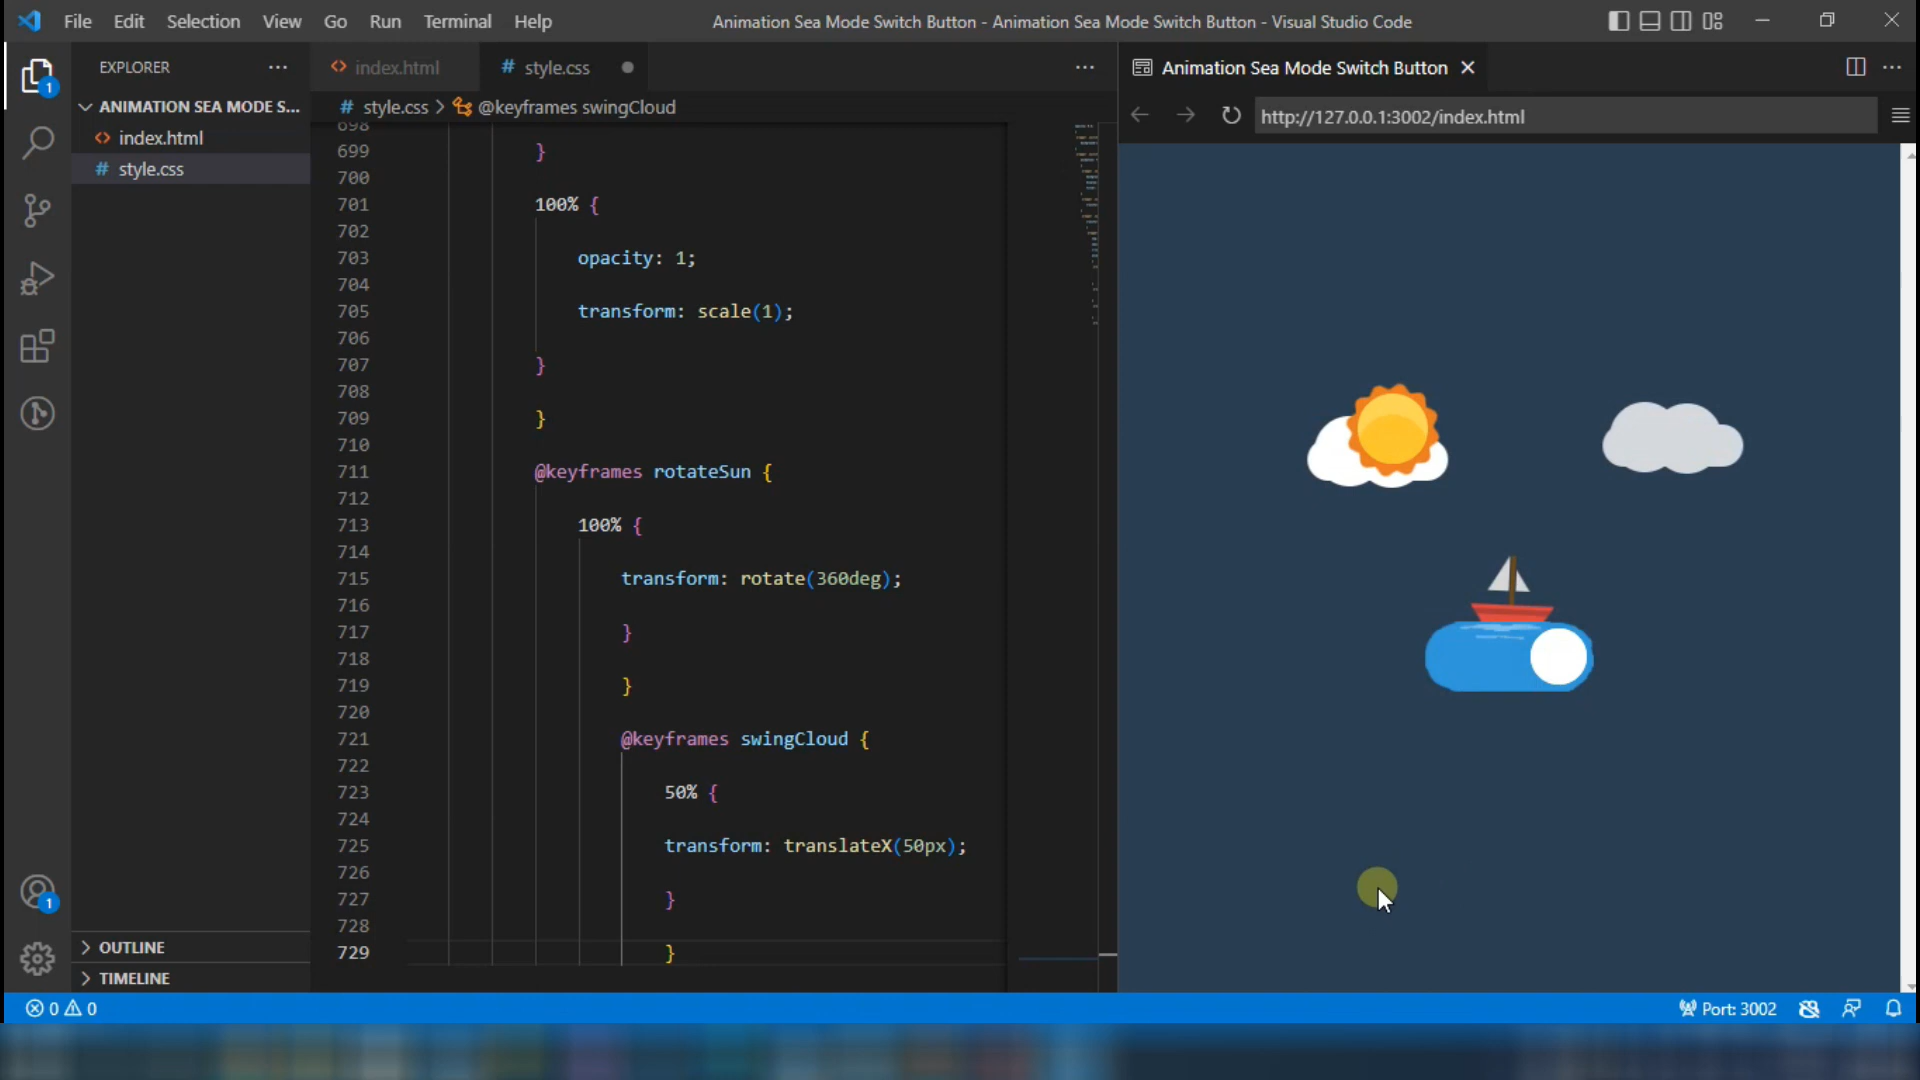 File Edit Selection View Go Run Terminal Help
Animation Sea Mode Switch Button - Animation Sea Mode Switch Button - Visual Studio Code
EXPLORER
index.html
style.css
Animation Sea Mode Switch Button
ANIMATION SEA MODE S...
style.css > @keyframes swingCloud
http://127.0.0.1:3002/index.html
index.html
style.css
698
699 }
700
701 100% {
702
703 opacity: 1;
704
705 transform: scale(1);
706
707 }
708
709 }
710
711 @keyframes rotateSun {
712
713 100% {
714
715 transform: rotate(360deg);
716
717 }
718
719 }
720
721 @keyframes swingCloud {
722
723 50% {
724
725 transform: translateX(50px);
726
727 }
728
729 }
1
1
OUTLINE
TIMELINE
0 0
Port: 3002